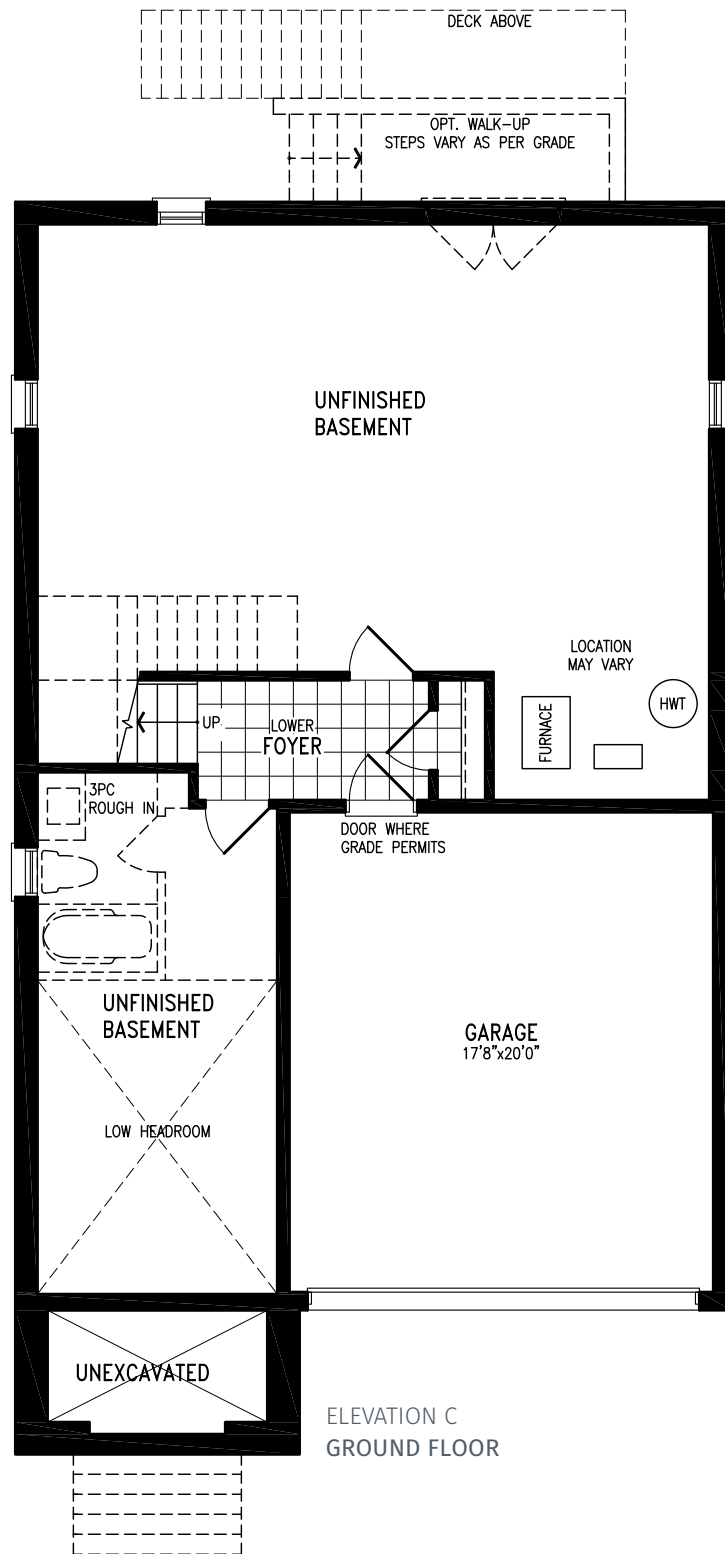 DECK ABOVE
OPT. WALK-UP
STEPS VARY AS PER GRADE
UNFINISHED
BASEMENT
LOCATION
MAY VARY
FURNACE
HWT
UP
LOWER
FOYER
3PC
ROUGH IN
DOOR WHERE
GRADE PERMITS
UNFINISHED
BASEMENT
GARAGE
17'8"x20'0"
LOW HEADROOM
UNEXCAVATED
ELEVATION C
GROUND FLOOR